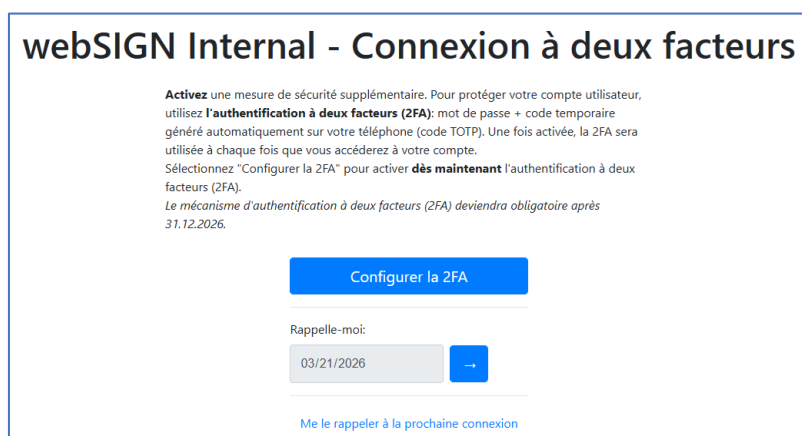 webSIGN Internal - Connexion à deux facteurs
Activez une mesure de sécurité supplémentaire. Pour protéger votre compte utilisateur,
utilisez l'authentification à deux facteurs (2FA): mot de passe + code temporaire
généré automatiquement sur votre téléphone (code TOTP). Une fois activée, la 2FA sera
utilisée à chaque fois que vous accéderez à votre compte.
Sélectionnez "Configurer la 2FA" pour activer dès maintenant l'authentification à deux
facteurs (2FA).
Le mécanisme d'authentification à deux facteurs (2FA) deviendra obligatoire après
31.12.2026.
Configurer la 2FA
Rappelle-moi:
03/21/2026 →
Me le rappeler à la prochaine connexion